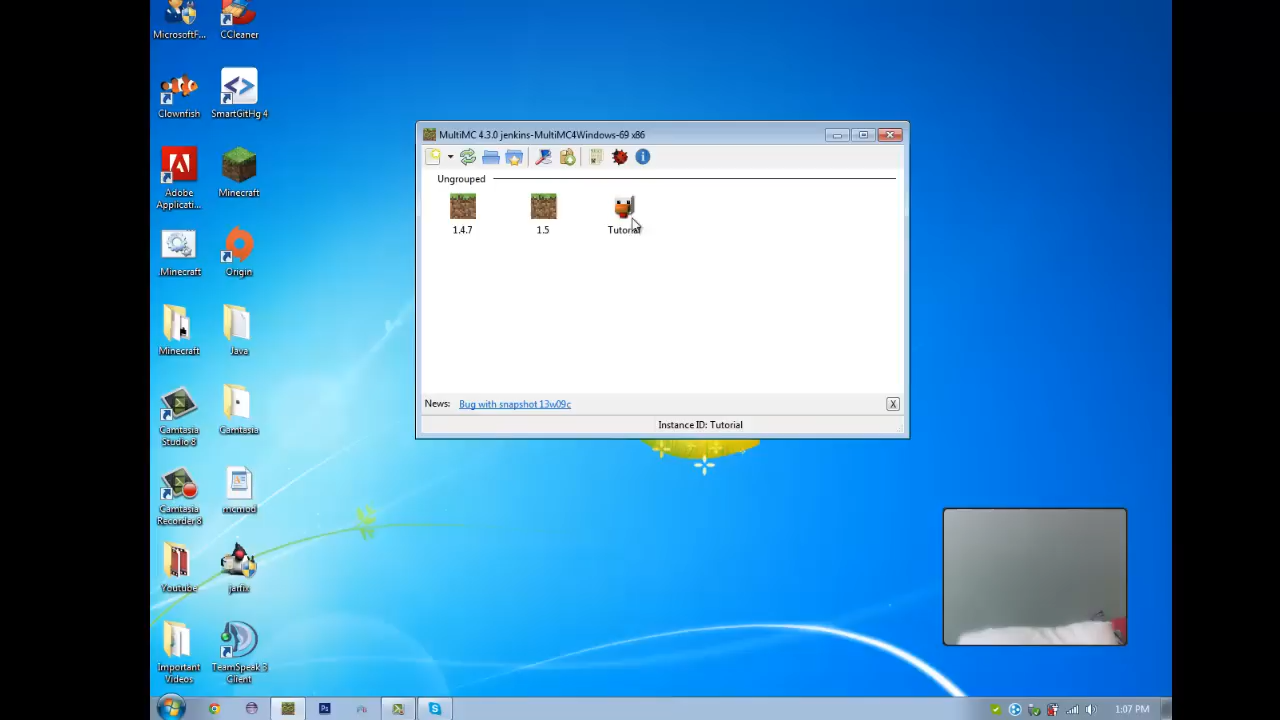 MicrosoftF...
CCleaner
Clownfish
SmartGitHg 4
Adobe
Applicati...
Minecraft
.Minecraft
Origin
Minecraft
Java
Camtasia
Studio 8
Camtasia
Camtasia
Recorder 8
mcmod
Youtube
jarfix
Important
Videos
TeamSpeak 3
Client
MultiMC 4.3.0 jenkins-MultiMC4Windows-69 x86
Ungrouped
1.4.7
1.5
Tutorial
News:
Bug with snapshot 13w09c
X
Instance ID: Tutorial
Ps
1:07 PM